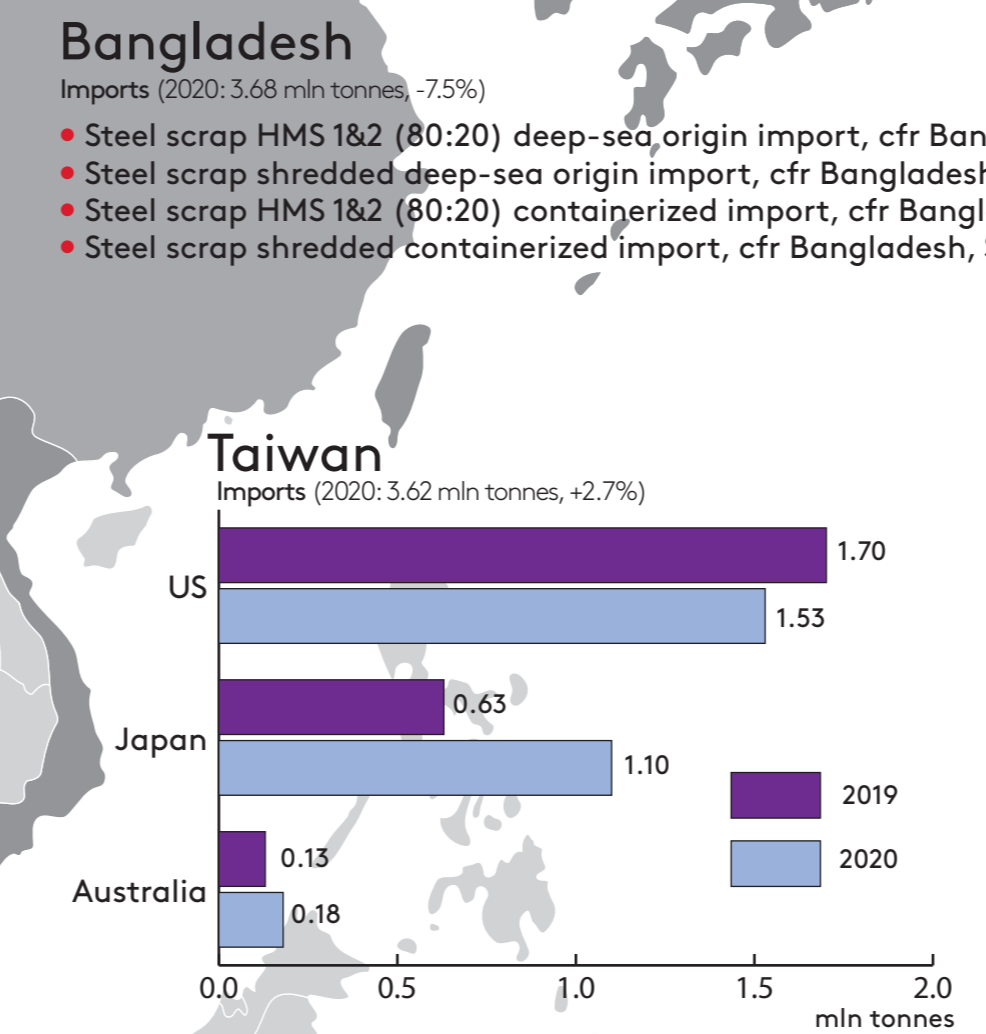 Bangladesh
Imports (2020: 3.68 mln tonnes, -7.5%)
• Steel scrap HMS 1&2 (80:20) deep-sea origin import, cfr
• Steel scrap shredded deep-sea origin import, cfr Bangladesh
• Steel scrap HMS 1&2 (80:20) containerized import, cfr
• Steel scrap shredded containerized import, cfr Bangladesh,
Taiwan
Imports (2020: 3.62 mln tonnes, +2.7%)
1.70
US
1.53
0.63
Japan
1.10
2019
0.13
2020
Australia
0.18
0.0 0.5 1.0 1.5 2.0
mln tonnes